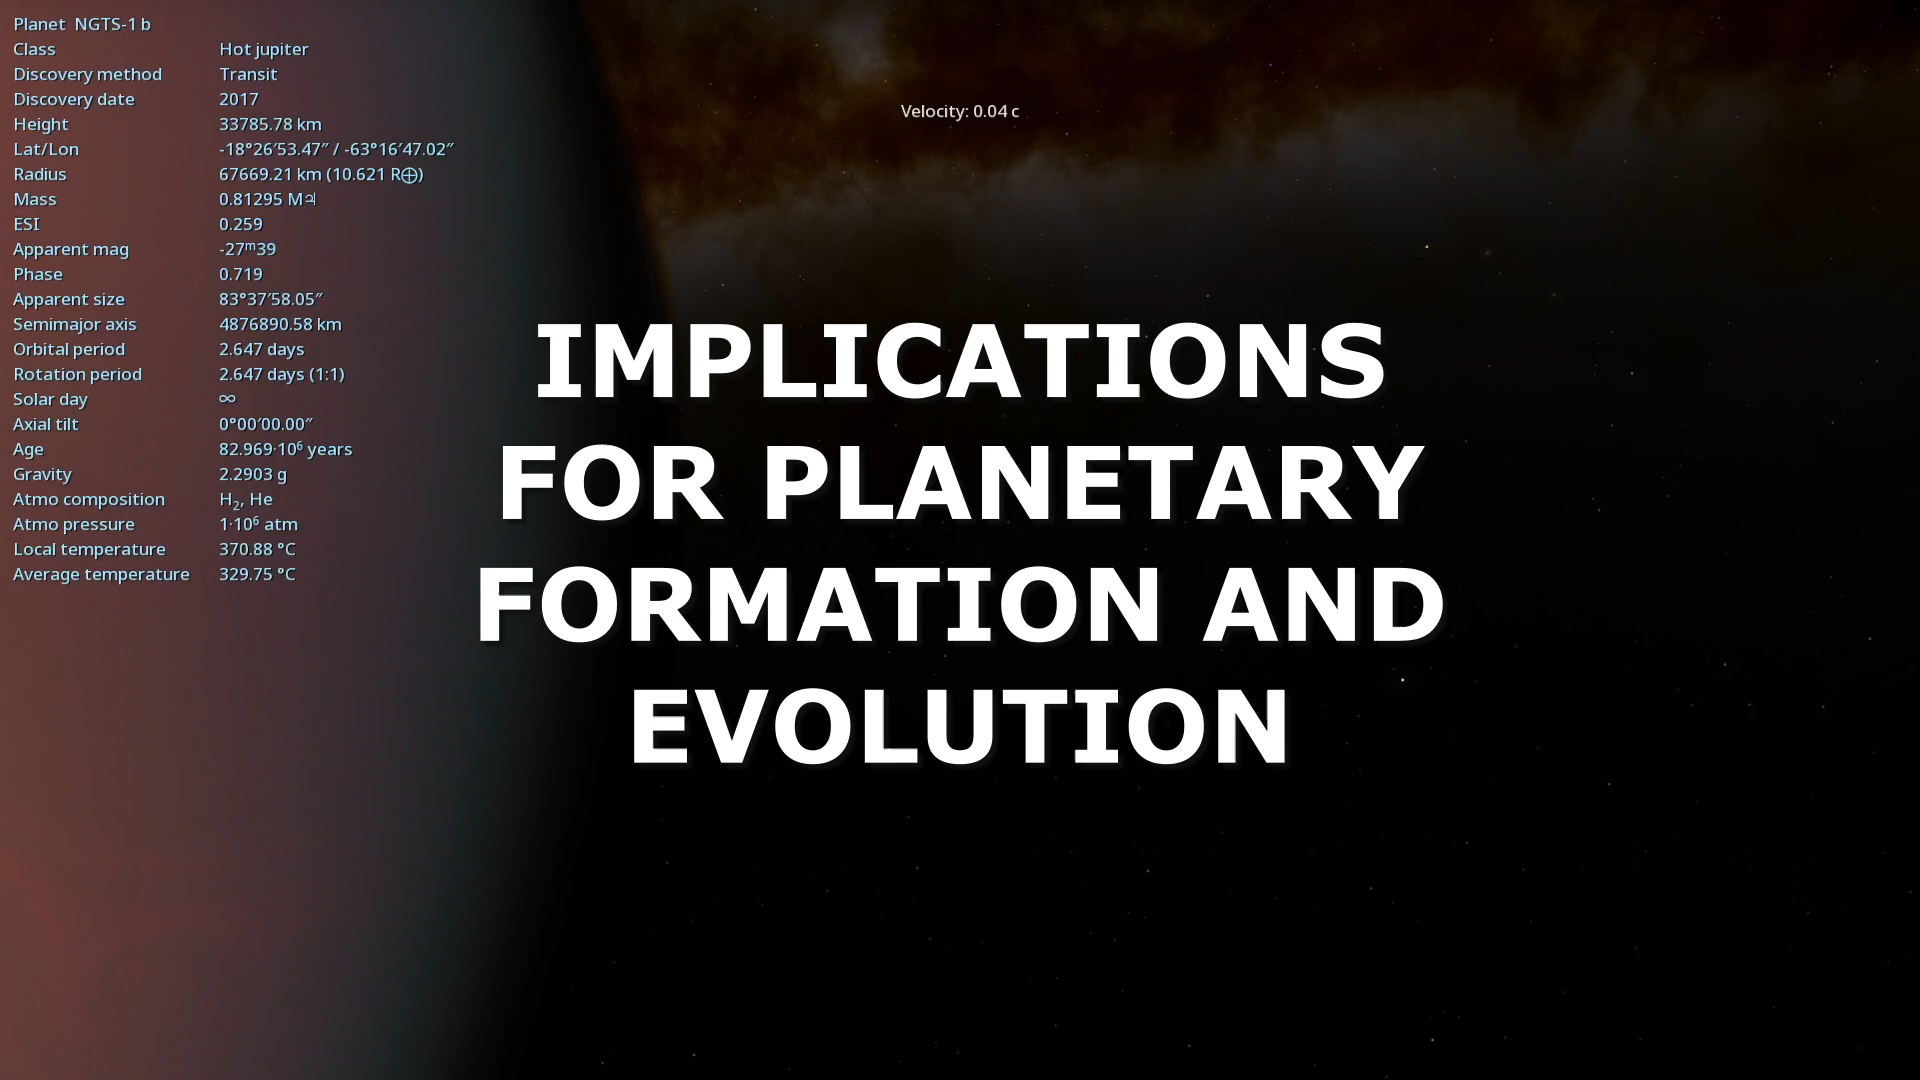 Planet NGTS-1 b
Class Hot jupiter
Discovery method Transit
Discovery date 2017
Height 33785.78 km
Lat/Lon -18°26′53.47″ / -63°16′47.02″
Radius 67669.21 km (10.621 R⊕)
Mass 0.81295 M♃
ESI 0.259
Apparent mag -27ᵐ39
Phase 0.719
Apparent size 83°37′58.05″
Semimajor axis 4876890.58 km
Orbital period 2.647 days
Rotation period 2.647 days (1:1)
Solar day ∞
Axial tilt 0°00′00.00″
Age 82.969·10⁶ years
Gravity 2.2903 g
Atmo composition H₂, He
Atmo pressure 1·10⁶ atm
Local temperature 370.88 °C
Average temperature 329.75 °C
Velocity: 0.04 c
IMPLICATIONS
FOR PLANETARY
FORMATION AND
EVOLUTION